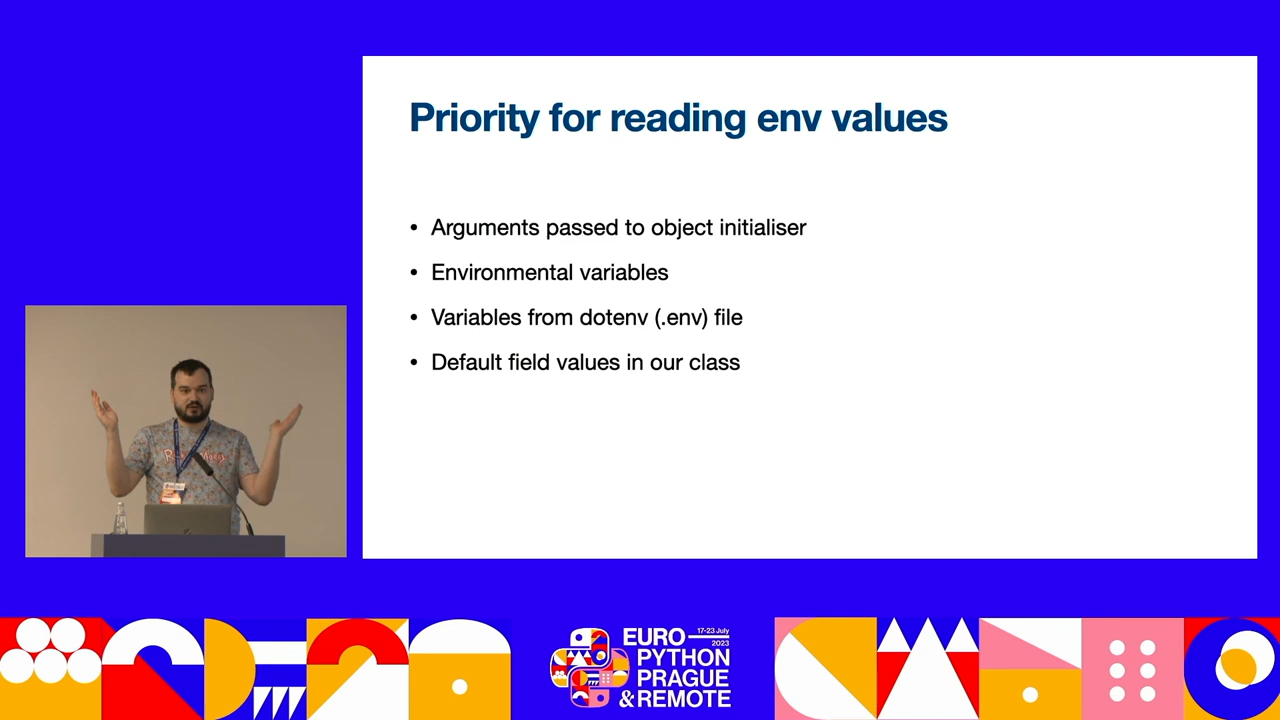 Priority for reading env values
• Arguments passed to object initialiser
• Environmental variables
• Variables from dotenv (.env) file
• Default field values in our class
17-23 July
2023
EURO
PYTHON
PRAGUE
& REMOTE